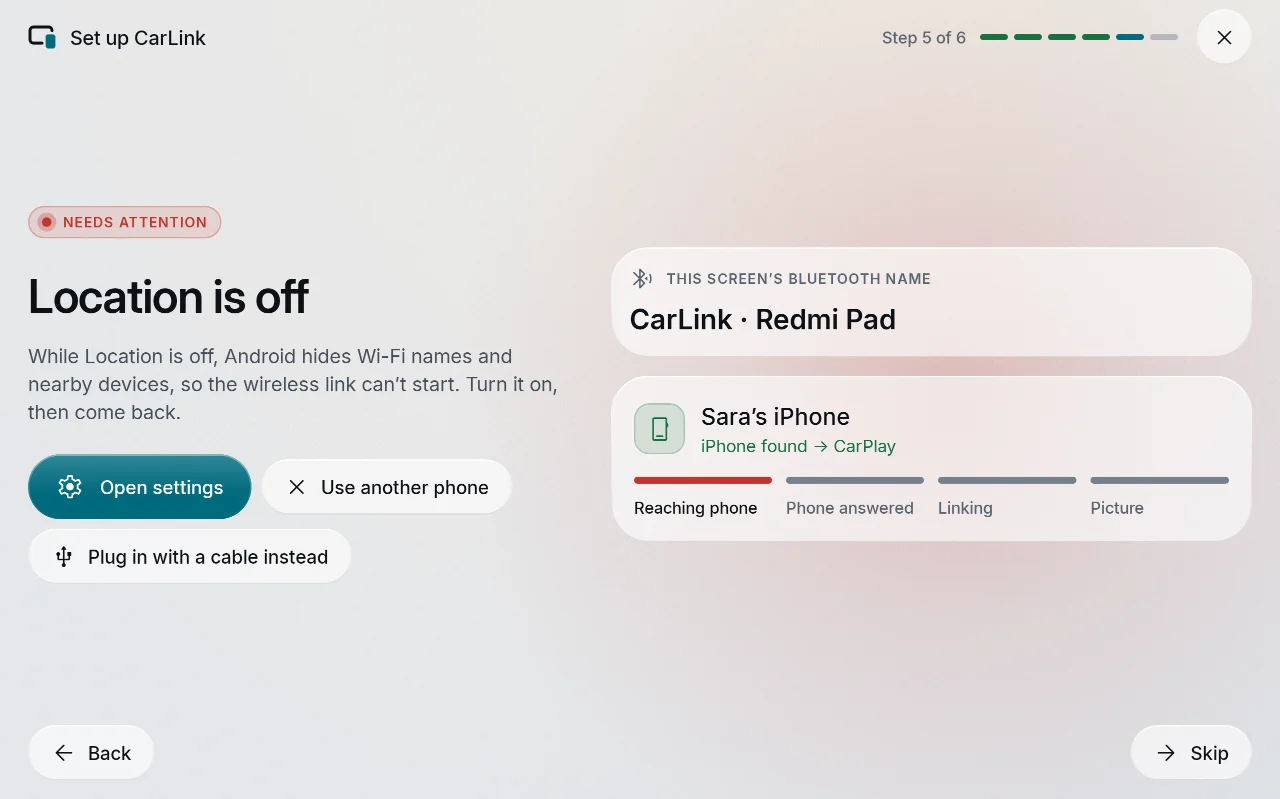 Set up CarLink
Step 5 of 6
NEEDS ATTENTION
Location is off
While Location is off, Android hides Wi-Fi names and
nearby devices, so the wireless link can’t start. Turn it on,
then come back.
Open settings
Use another phone
Plug in with a cable instead
THIS SCREEN’S BLUETOOTH NAME
CarLink · Redmi Pad
Sara’s iPhone
iPhone found → CarPlay
Reaching phone
Phone answered
Linking
Picture
Back
Skip